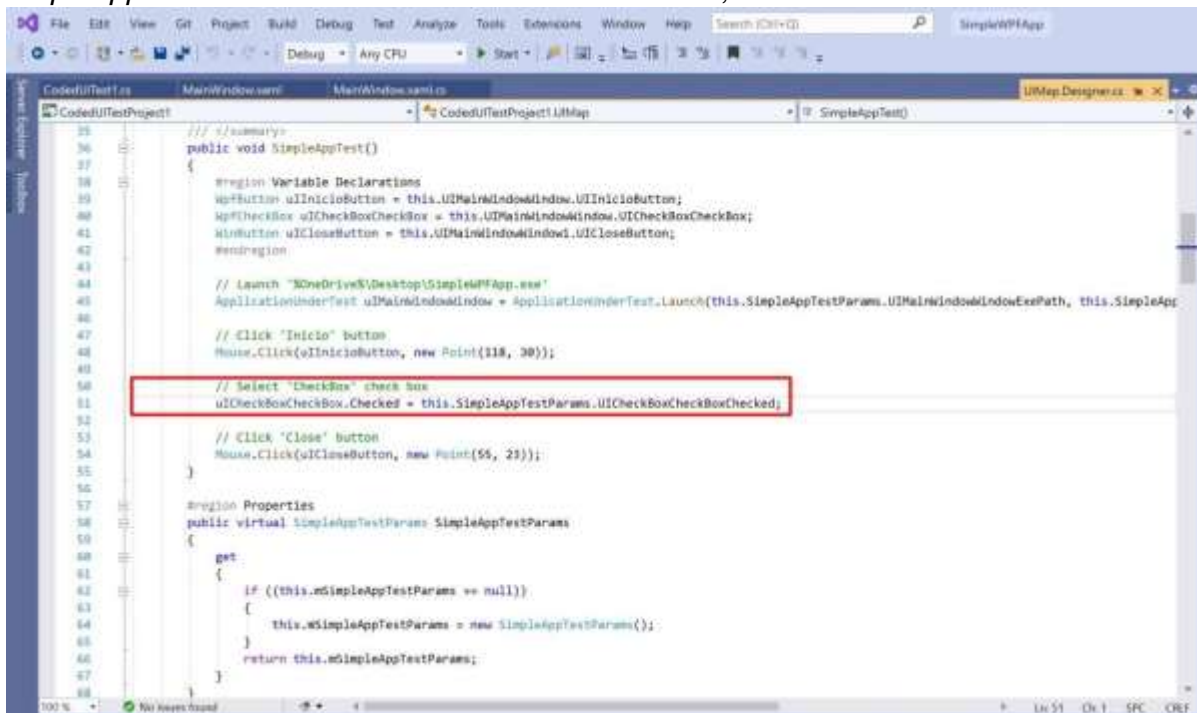 File Edit View Git Project Build Debug Test Analyze Tools Extensions Window Help Search (Ctrl+Q) SimpleWPFApp
Debug Any CPU Start
CodedUITest1.cs MainWindow.xaml MainWindow.xaml.cs UIMap.Designer.cs
CodedUITestProject1 CodedUITestProject1.UIMap SimpleAppTest()
Server Explorer Toolbox
35 /// </summary>
36 public void SimpleAppTest()
37 {
38 #region Variable Declarations
39 WpfButton uIInicioButton = this.UIMainWindowWindow.UIInicioButton;
40 WpfCheckBox uICheckBoxCheckBox = this.UIMainWindowWindow.UICheckBoxCheckBox;
41 WinButton uICloseButton = this.UIMainWindowWindow1.UICloseButton;
42 #endregion
43
44 // Launch '%OneDrive%\Desktop\SimpleWPFApp.exe'
45 ApplicationUnderTest uIMainWindowWindow = ApplicationUnderTest.Launch(this.SimpleAppTestParams.UIMainWindowWindowExePath, this.SimpleApp
46
47 // Click 'Inicio' button
48 Mouse.Click(uIInicioButton, new Point(118, 30));
49
50 // Select 'CheckBox' check box
51 uICheckBoxCheckBox.Checked = this.SimpleAppTestParams.UICheckBoxCheckBoxChecked;
52
53 // Click 'Close' button
54 Mouse.Click(uICloseButton, new Point(55, 23));
55 }
56
57 #region Properties
58 public virtual SimpleAppTestParams SimpleAppTestParams
59 {
60 get
61 {
62 if ((this.mSimpleAppTestParams == null))
63 {
64 this.mSimpleAppTestParams = new SimpleAppTestParams();
65 }
66 return this.mSimpleAppTestParams;
67 }
68 }
100 % No issues found Ln: 51 Ch: 1 SPC CRLF